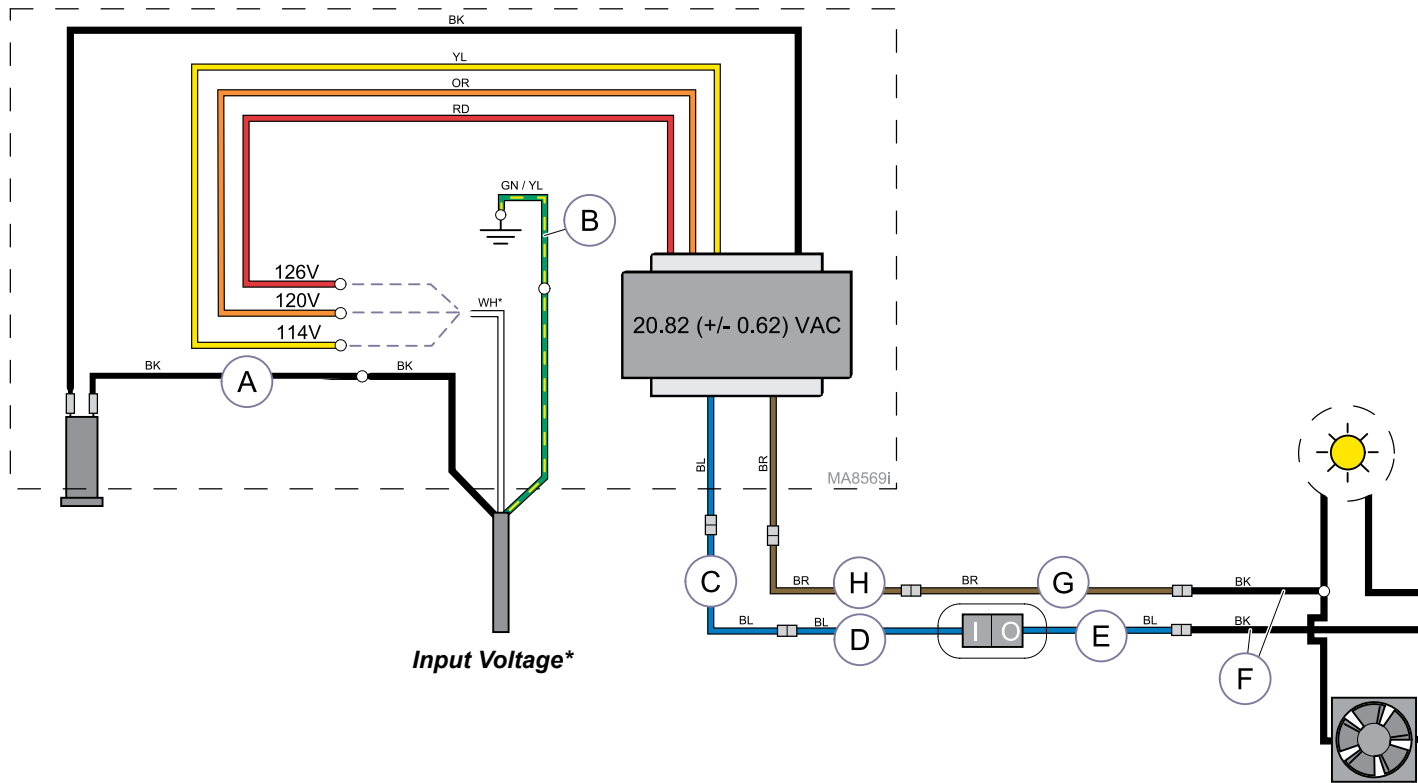 BK
YL
OR
RD
GN / YL
B
126V
120V
WH*
114V
20.82 (+/- 0.62) VAC
BK
A
BK
BL
BR
MA8569i
C
BR
H
BR
G
BK
BL
BL
D
I
O
E
BL
BK
F
Input Voltage*